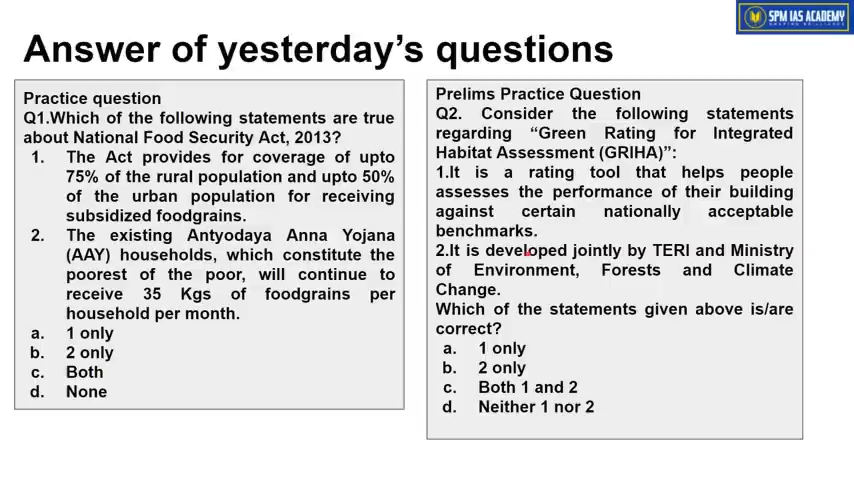 SPM IAS ACADEMY
Answer of yesterday's questions
Practice question
Q1.Which of the following statements are true
about National Food Security Act, 2013?
1. The Act provides for coverage of upto
75% of the rural population and upto 50%
of the urban population for receiving
subsidized foodgrains.
2. The existing Antyodaya Anna Yojana
(AAY) households, which constitute the
poorest of the poor, will continue to
receive 35 Kgs of foodgrains per
household per month.
a. 1 only
b. 2 only
c. Both
d. None
Prelims Practice Question
Q2. Consider the following statements
regarding “Green Rating for Integrated
Habitat Assessment (GRIHA)”:
1.It is a rating tool that helps people
assesses the performance of their building
against certain nationally acceptable
benchmarks.
2.It is developed jointly by TERI and Ministry
of Environment, Forests and Climate
Change.
Which of the statements given above is/are
correct?
a. 1 only
b. 2 only
c. Both 1 and 2
d. Neither 1 nor 2